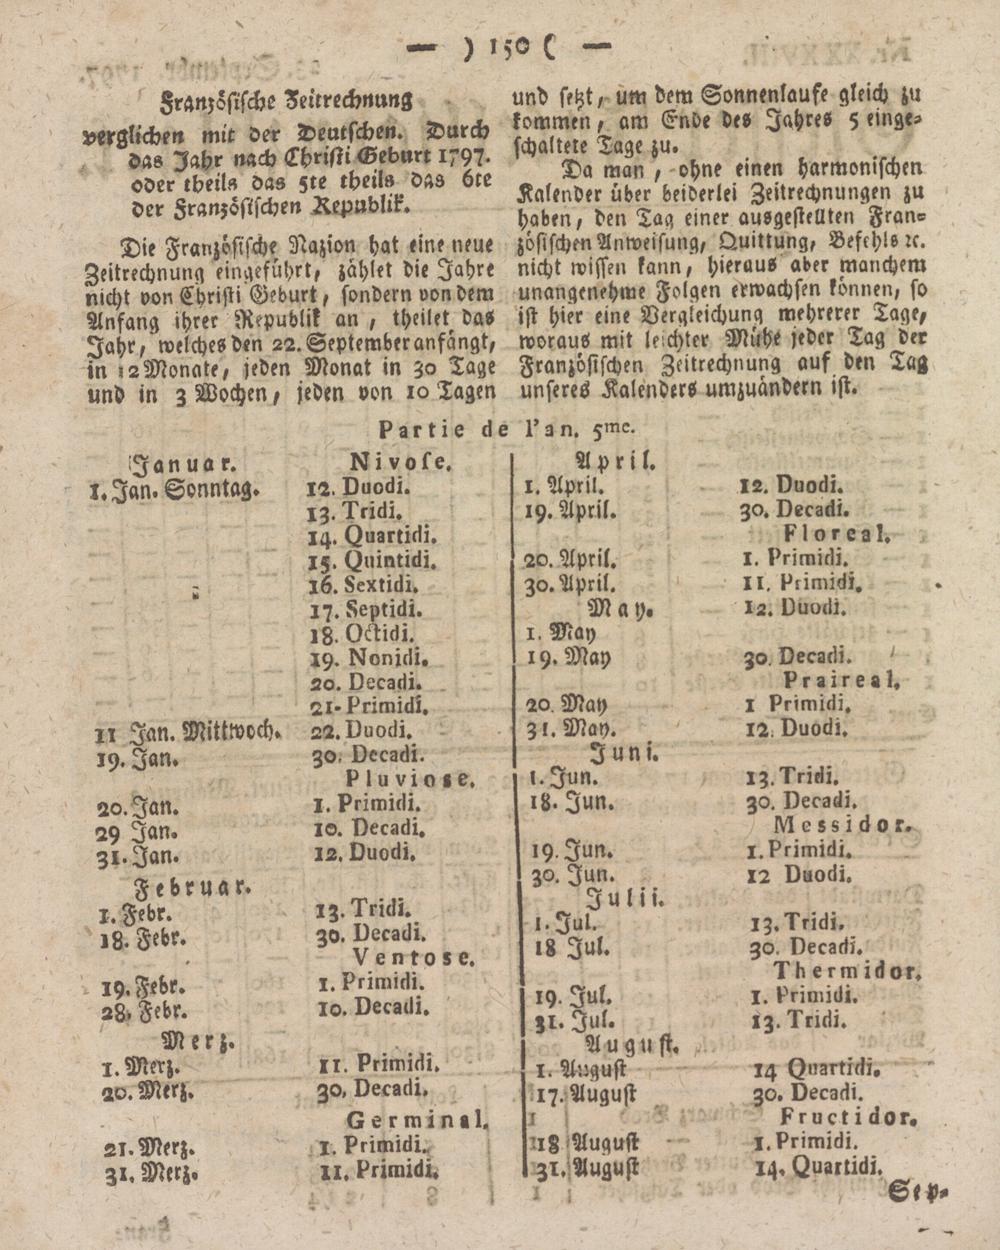 — ) 150 ( —
Französische Zeitrechnung
verglichen mit der Deutschen. Durch
das Jahr nach Christi Geburt 1797.
oder theils das 5te theils das 6te
der Französischen Republik.
Die Französische Nazion hat eine neue
Zeitrechnung eingeführt, zählet die Jahre
nicht von Christi Geburt, sondern von dem
Anfang ihrer Republik an, theilet das
Jahr, welches den 22. September anfängt,
in 12 Monate, jeden Monat in 30 Tage
und in 3 Wochen, jeden von 10 Tagen
und setzt, um dem Sonnenlaufe gleich zu
kommen, am Ende des Jahres 5 einge-
schaltete Tage zu.
Da man, ohne einen harmonischen
Kalender über beiderlei Zeitrechnungen zu
haben, den Tag einer ausgestellten Fran-
zösischen Anweisung, Quittung, Befehls ꝛc.
nicht wissen kann, hieraus aber manchem
unangenehme Folgen erwachsen können, so
ist hier eine Vergleichung mehrerer Tage,
woraus mit leichter Mühe jeder Tag der
Französischen Zeitrechnung auf den Tag
unseres Kalenders umzuändern ist.
Partie de l'an. 5me.
Januar. Nivose.
1. Jan. Sonntag. 12. Duodi.
13. Tridi.
14. Quartidi.
15. Quintidi.
16. Sextidi.
17. Septidi.
18. Octidi.
19. Nonidi.
20. Decadi.
21. Primidi.
11 Jan. Mittwoch. 22. Duodi.
19. Jan. 30. Decadi.
Pluviose.
20. Jan. 1. Primidi.
29 Jan. 10. Decadi.
31. Jan. 12. Duodi.
Februar.
1. Febr. 13. Tridi.
18. Febr. 30. Decadi.
Ventose.
19. Febr. 1. Primidi.
28. Febr. 10. Decadi.
Merz.
1. Merz. 11. Primidi.
20. Merz. 30. Decadi.
Germinal.
21. Merz. 1. Primidi.
31. Merz. 11. Primidi.
April.
1. April. 12. Duodi.
19. April. 30. Decadi.
Floreal.
20. April. 1. Primidi.
30. April. 11. Primidi.
May. 12. Duodi.
1. May
19. May 30. Decadi.
Praireal.
20. May 1 Primidi.
31. May. 12. Duodi.
Juni.
1. Jun. 13. Tridi.
18. Jun. 30. Decadi.
Messidor.
19. Jun. 1. Primidi.
30. Jun. 12 Duodi.
Julii.
1. Jul. 13. Tridi.
18 Jul. 30. Decadi.
Thermidor.
19. Jul. 1. Primidi.
31. Jul. 13. Tridi.
August.
1. August 14 Quartidi.
17. August 30. Decadi.
Fructidor.
18 August 1. Primidi.
31. August 14. Quartidi.
Sep-